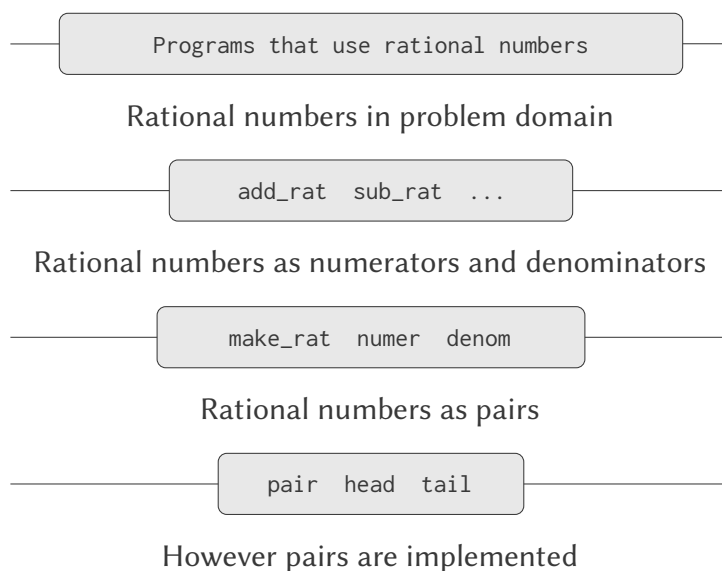 Programs that use rational numbers
Rational numbers in problem domain
add_rat sub_rat ...
Rational numbers as numerators and denominators
make_rat numer denom
Rational numbers as pairs
pair head tail
However pairs are implemented